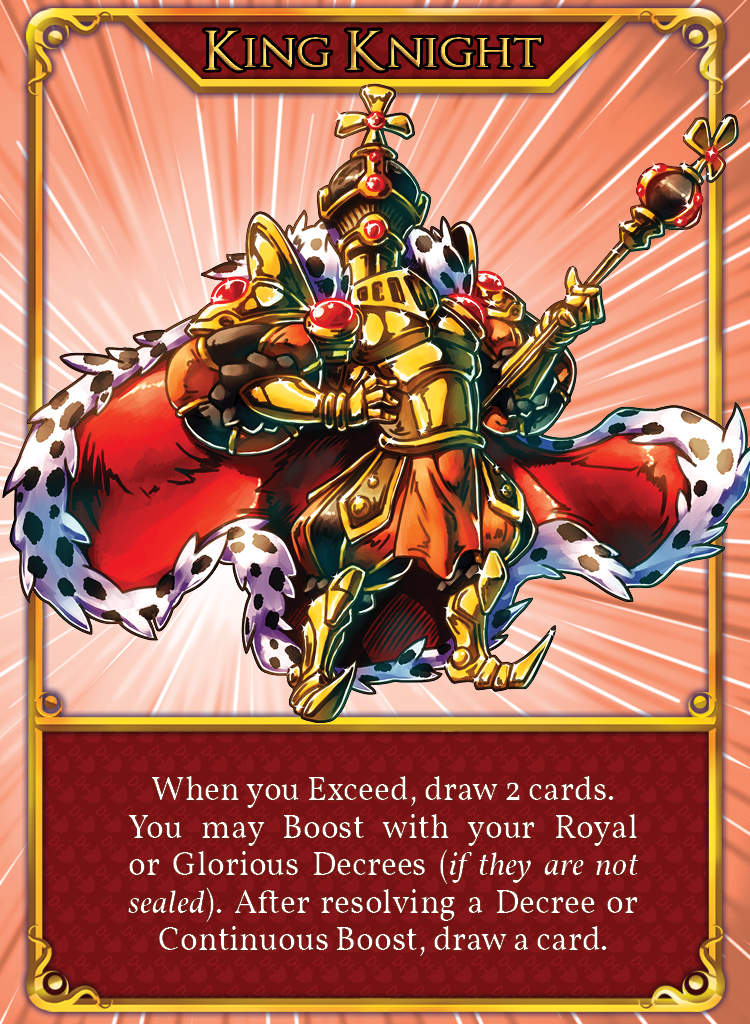 King Knight
When you Exceed, draw 2 cards.
You may Boost with your Royal
or Glorious Decrees (if they are not
sealed). After resolving a Decree or
Continuous Boost, draw a card.